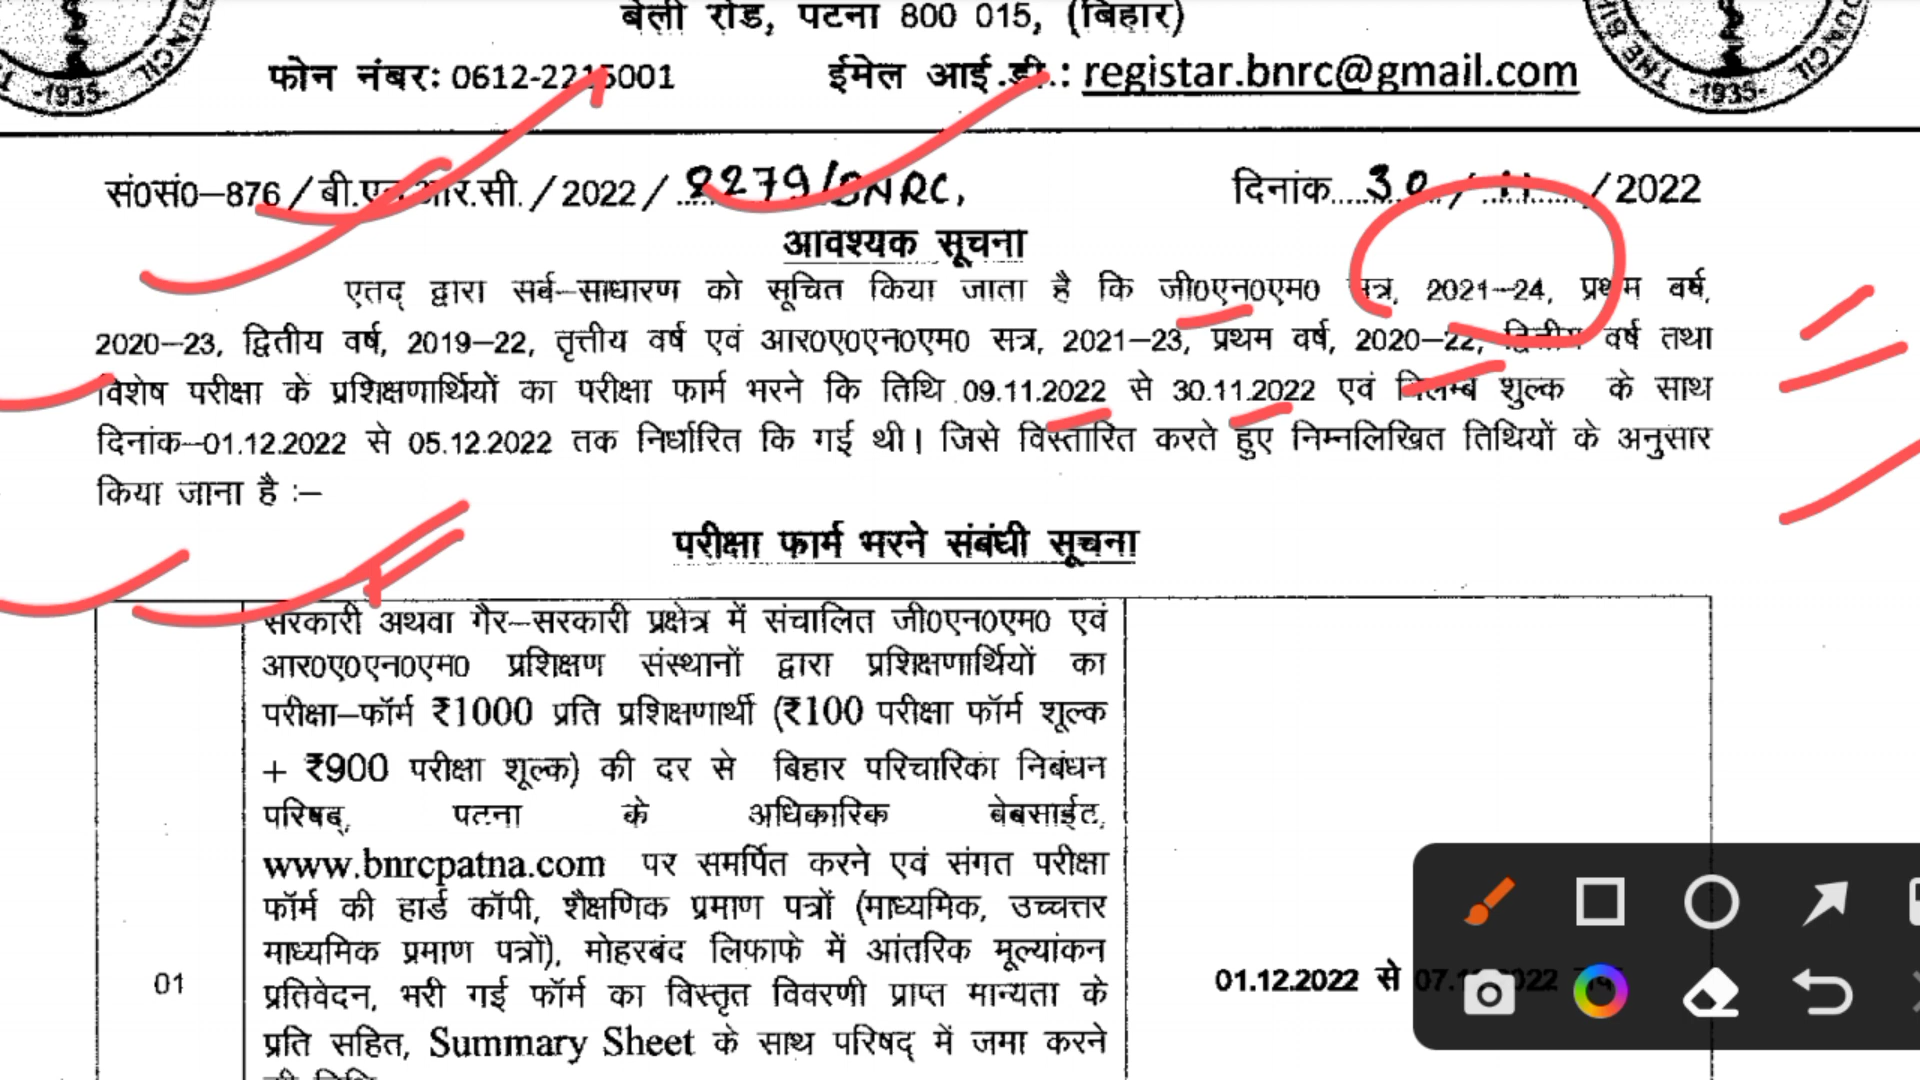 बेली रोड, पटना 800 015, (बिहार)
फोन नंबर: 0612-2215001 ईमेल आई.डी.: registar.bnrc@gmail.com
-1935- -1935-
सं0सं0–876/बी.एन.आर.सी./2022/2279/BNRC, दिनांक 30/11/2022
आवश्यक सूचना
एतद् द्वारा सर्व–साधारण को सूचित किया जाता है कि जी0एन0एम0 सत्र, 2021–24, प्रथम वर्ष,
2020–23, द्वितीय वर्ष, 2019–22, तृत्तीय वर्ष एवं आर0ए0एन0एम0 सत्र, 2021–23, प्रथम वर्ष, 2020–22, द्वितीय वर्ष तथा
विशेष परीक्षा के प्रशिक्षणार्थियों का परीक्षा फार्म भरने कि तिथि 09.11.2022 से 30.11.2022 एवं विलम्ब शुल्क के साथ
दिनांक–01.12.2022 से 05.12.2022 तक निर्धारित कि गई थी। जिसे विस्तारित करते हुए निम्नलिखित तिथियों के अनुसार
किया जाना है :–
परीक्षा फार्म भरने संबंधी सूचना
सरकारी अथवा गैर–सरकारी प्रक्षेत्र में संचालित जी0एन0एम0 एवं
आर0ए0एन0एम0 प्रशिक्षण संस्थानों द्वारा प्रशिक्षणार्थियों का
परीक्षा–फॉर्म ₹1000 प्रति प्रशिक्षणार्थी (₹100 परीक्षा फॉर्म शूल्क
+ ₹900 परीक्षा शूल्क) की दर से बिहार परिचारिका निबंधन
परिषद्, पटना के अधिकारिक वेबसाईट,
www.bnrcpatna.com पर समर्पित करने एवं संगत परीक्षा
फॉर्म की हार्ड कॉपी, शैक्षणिक प्रमाण पत्रों (माध्यमिक, उच्चत्तर
माध्यमिक प्रमाण पत्रों), मोहरबंद लिफाफे में आंतरिक मूल्यांकन
01 प्रतिवेदन, भरी गई फॉर्म का विस्तृत विवरणी प्राप्त मान्यता के 01.12.2022 से
प्रति सहित, Summary Sheet के साथ परिषद् में जमा करने